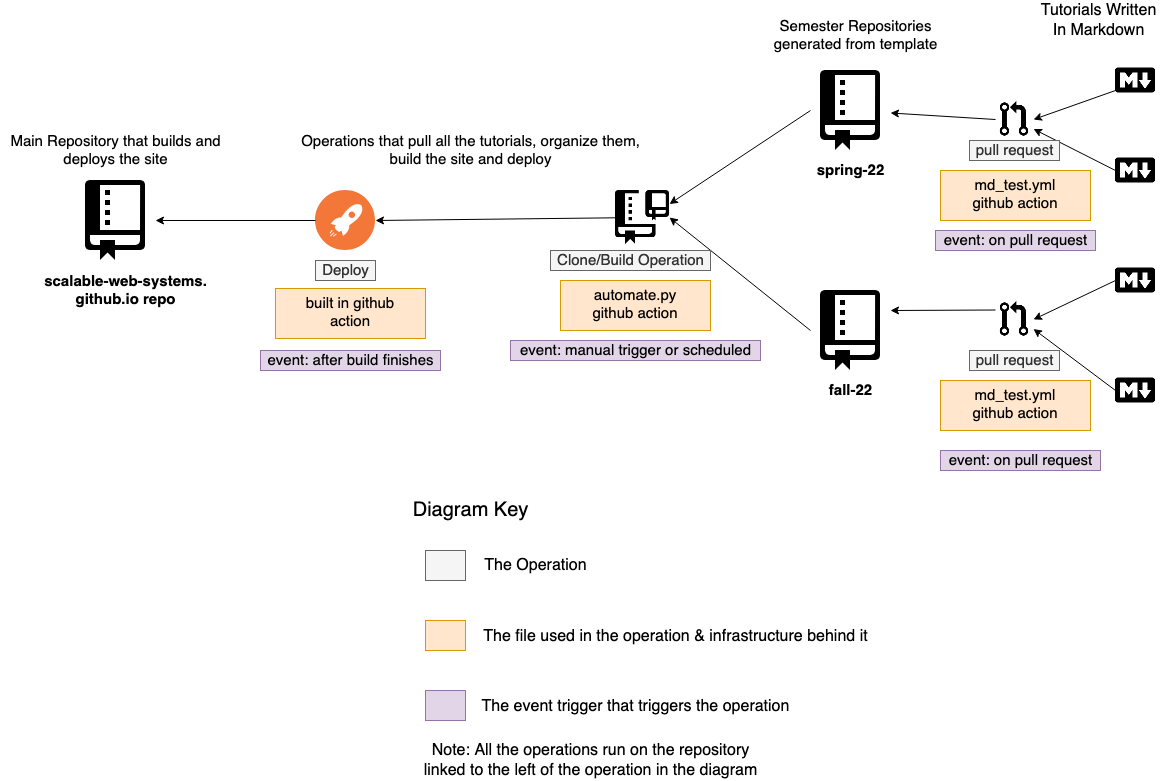 Tutorials Written
In Markdown
Semester Repositories
generated from template
M
M
spring-22
pull request
md_test.yml
github action
event: on pull request
Main Repository that builds and
deploys the site
scalable-web-systems.
github.io repo
Operations that pull all the tutorials, organize them,
build the site and deploy
Deploy
built in github
action
event: after build finishes
Clone/Build Operation
automate.py
github action
event: manual trigger or scheduled
M
M
fall-22
pull request
md_test.yml
github action
event: on pull request
Diagram Key
The Operation
The file used in the operation & infrastructure behind it
The event trigger that triggers the operation
Note: All the operations run on the repository
linked to the left of the operation in the diagram